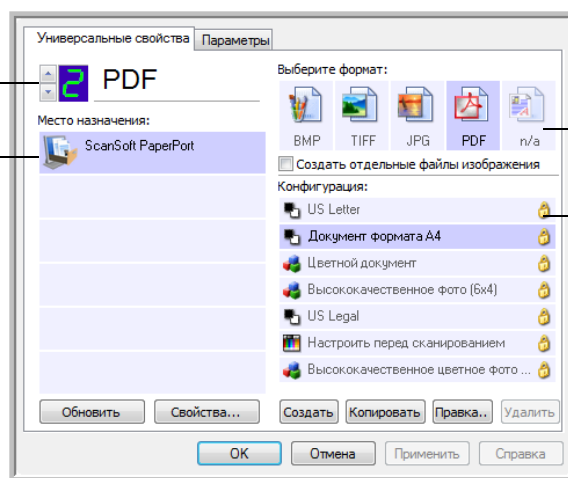 Универсальные свойства Параметры
2 PDF
Место назначения:
ScanSoft PaperPort
Обновить Свойства...
Выберите формат:
BMP TIFF JPG PDF n/a
Создать отдельные файлы изображения
Конфигурация:
US Letter
Документ формата А4
Цветной документ
Высококачественное фото (6x4)
US Legal
Настроить перед сканированием
Высококачественное цветное фото ...
Создать Копировать Правка.. Удалить
OK Отмена Применить Справка